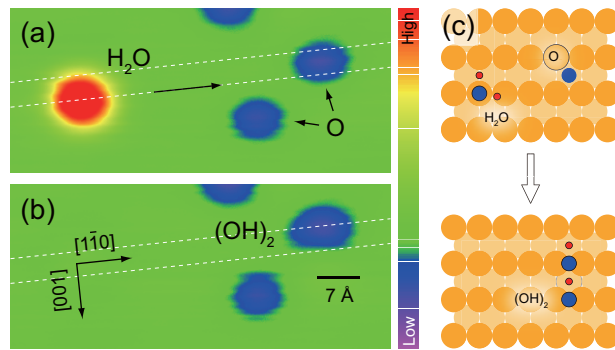 (a)
H₂O
O
(b)
(OH)₂
[11̄0]
[001]
7 Å
High
Low
(c)
O
H₂O
(OH)₂